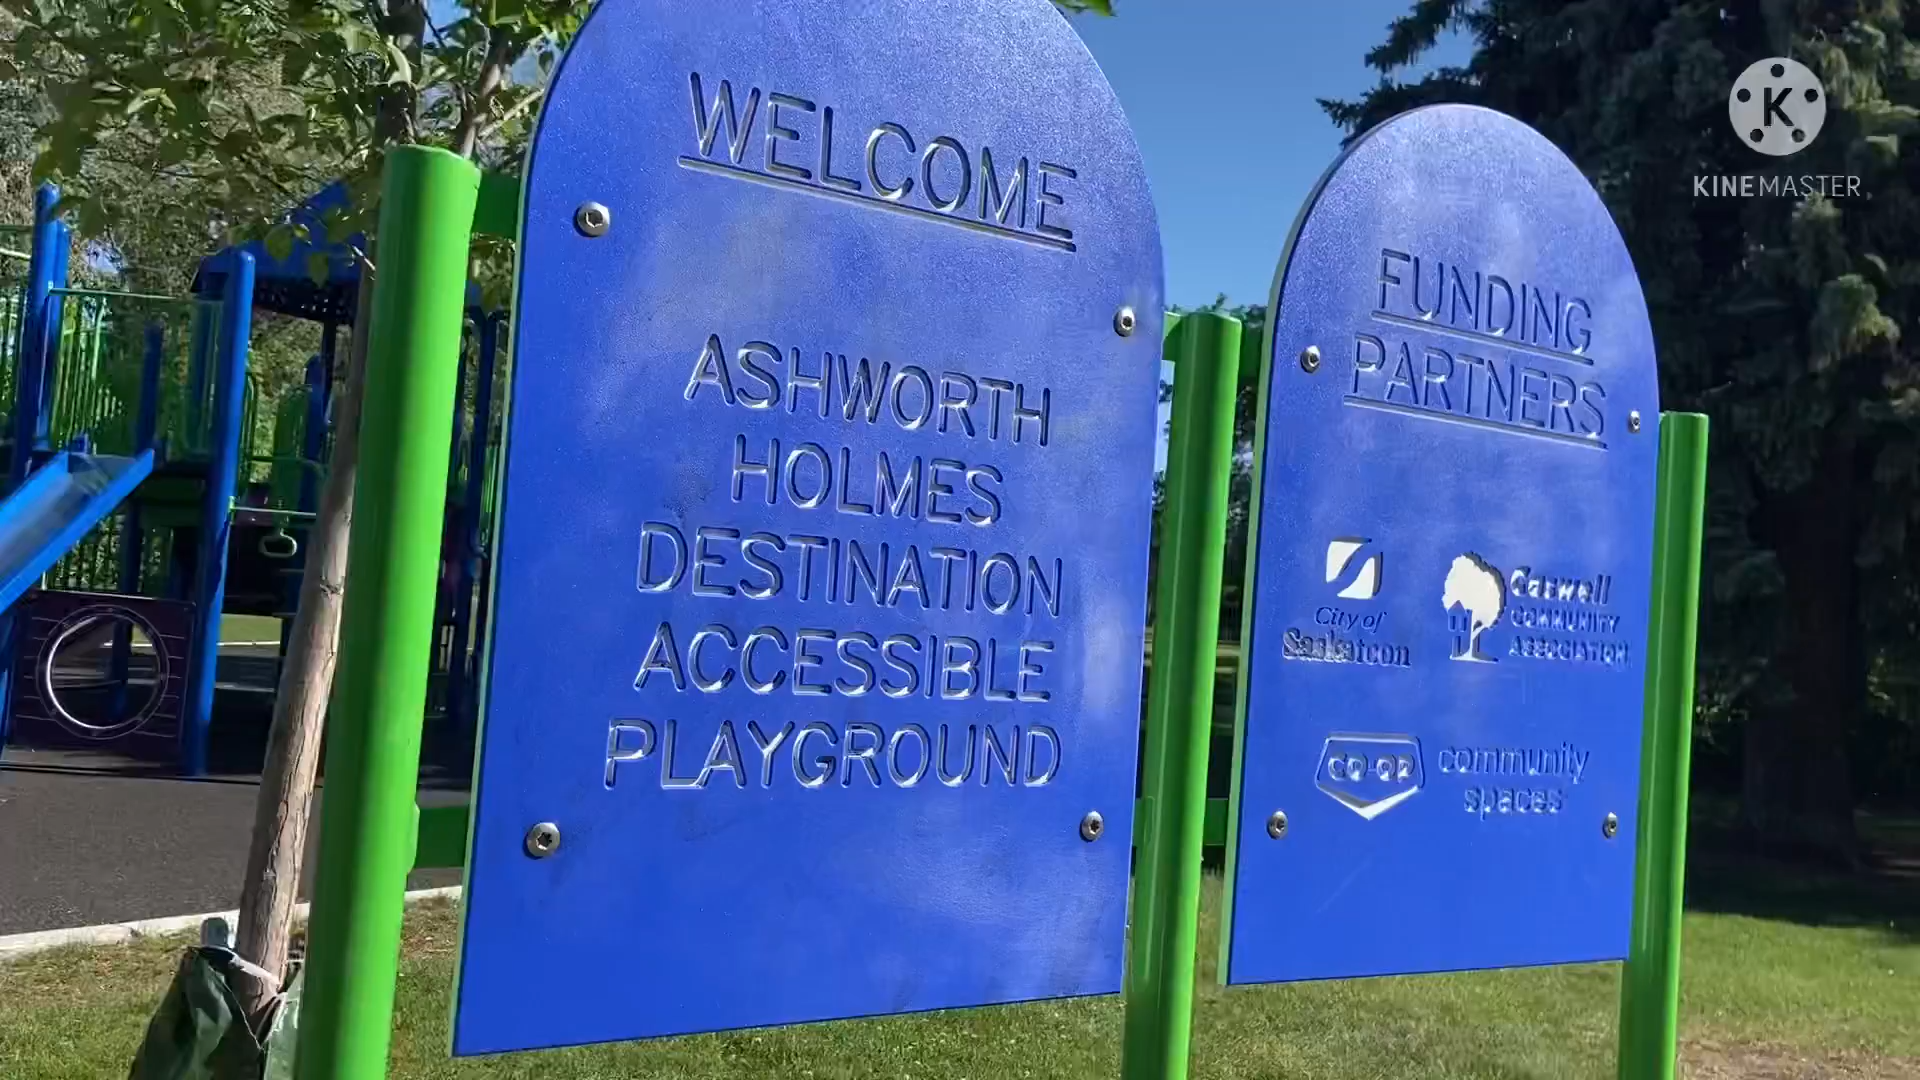 WELCOME
ASHWORTH
HOLMES
DESTINATION
ACCESSIBLE
PLAYGROUND
FUNDING
PARTNERS
City of
Saskatoon
Caswell
COMMUNITY
ASSOCIATION
CO-OP
community
spaces
K
KINEMASTER